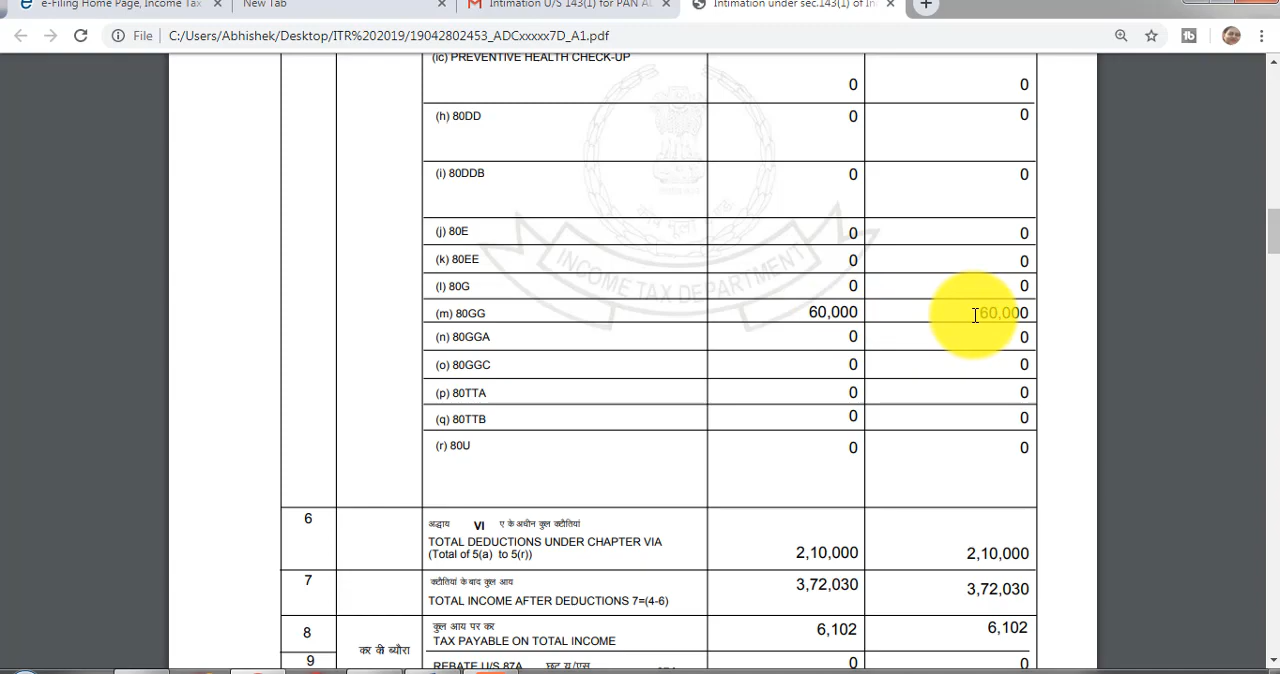 e-Filing Home Page, Income Tax
New Tab
Intimation U/S 143(1) for PAN
Intimation under sec.143(1) of
File | C:/Users/Abhishek/Desktop/ITR%202019/19042802453_ADCxxxxx7D_A1.pdf
(ic) PREVENTIVE HEALTH CHECK-UP
0 0
(h) 80DD 0 0
(i) 80DDB 0 0
(j) 80E 0 0
(k) 80EE 0 0
(l) 80G 0 0
(m) 80GG 60,000 60,000
(n) 80GGA 0 0
(o) 80GGC 0 0
(p) 80TTA 0 0
(q) 80TTB 0 0
(r) 80U 0 0
INCOME TAX DEPARTMENT
6 अद्धाय VI ए के अधीन कुल कटौतियां
TOTAL DEDUCTIONS UNDER CHAPTER VIA
(Total of 5(a) to 5(r)) 2,10,000 2,10,000
7 कटौतियां के बाद कुल आय 3,72,030 3,72,030
TOTAL INCOME AFTER DEDUCTIONS 7=(4-6)
8 कर के ब्यौरा कुल आय पर कर 6,102 6,102
TAX PAYABLE ON TOTAL INCOME
9 REBATE U/S 87A 0 0